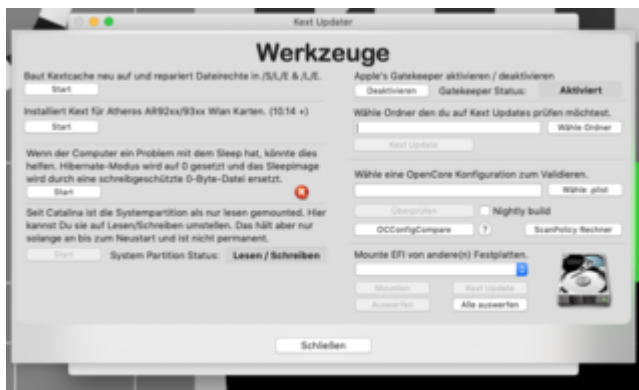 Kext Updater
Werkzeuge
Baut Kextcache neu auf und repariert Dateirechte in /S/L/E & /L/E.
Start
Installiert Kext für Atheros AR92xx/93xx Wlan Karten. (10.14 +)
Start
Wenn der Computer ein Problem mit dem Sleep hat, könnte dies
helfen. Hibernate-Modus wird auf 0 gesetzt und das Sleepimage
wird durch eine schreibgeschützte 0-Byte-Datei ersetzt.
Start
Seit Catalina ist die Systempartition als nur lesen gemounted. Hier
kannst Du sie auf Lesen/Schreiben umstellen. Das hält aber nur
solange an bis zum Neustart und ist nicht permanent.
Start
System Partition Status: Lesen / Schreiben
Apple's Gatekeeper aktivieren / deaktivieren
Deaktivieren
Gatekeeper Status: Aktiviert
Wähle Ordner den du auf Kext Updates prüfen möchtest.
Wähle Ordner
Kext Update
Wähle eine OpenCore Konfiguration zum Validieren.
Wähle .plist
Überprüfen
Nightly build
OCConfigCompare
?
ScanPolicy Rechner
Mounte EFI von andere(n) Festplatten.
Mounten
Kext Update
Auswerfen
Alle auswerfen
Schließen